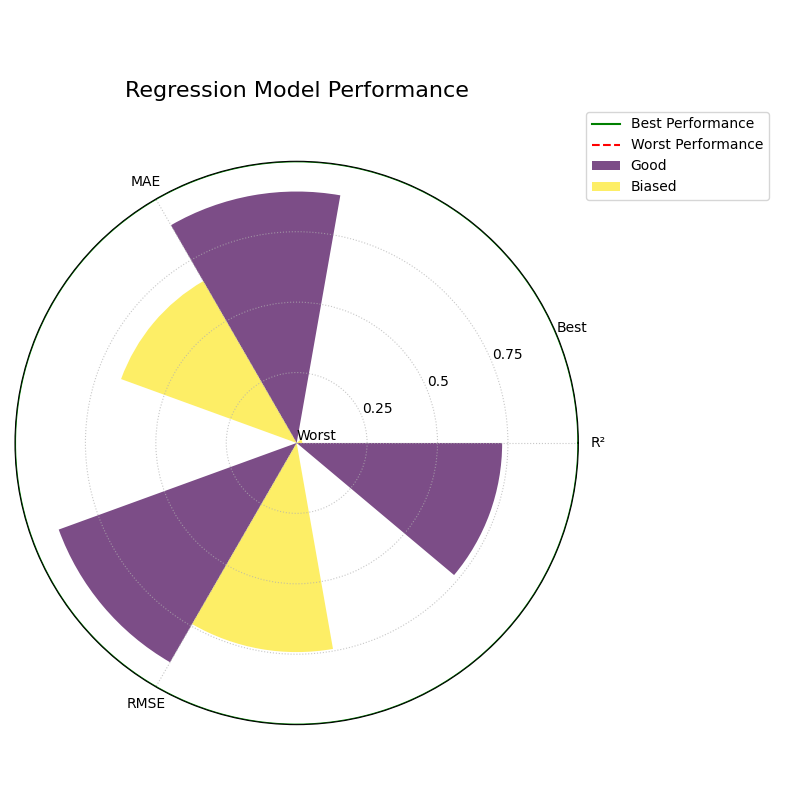 Regression Model Performance
Best Performance
Worst Performance
Good
Biased
MAE
Best
0.75
0.5
0.25
Worst
R²
RMSE